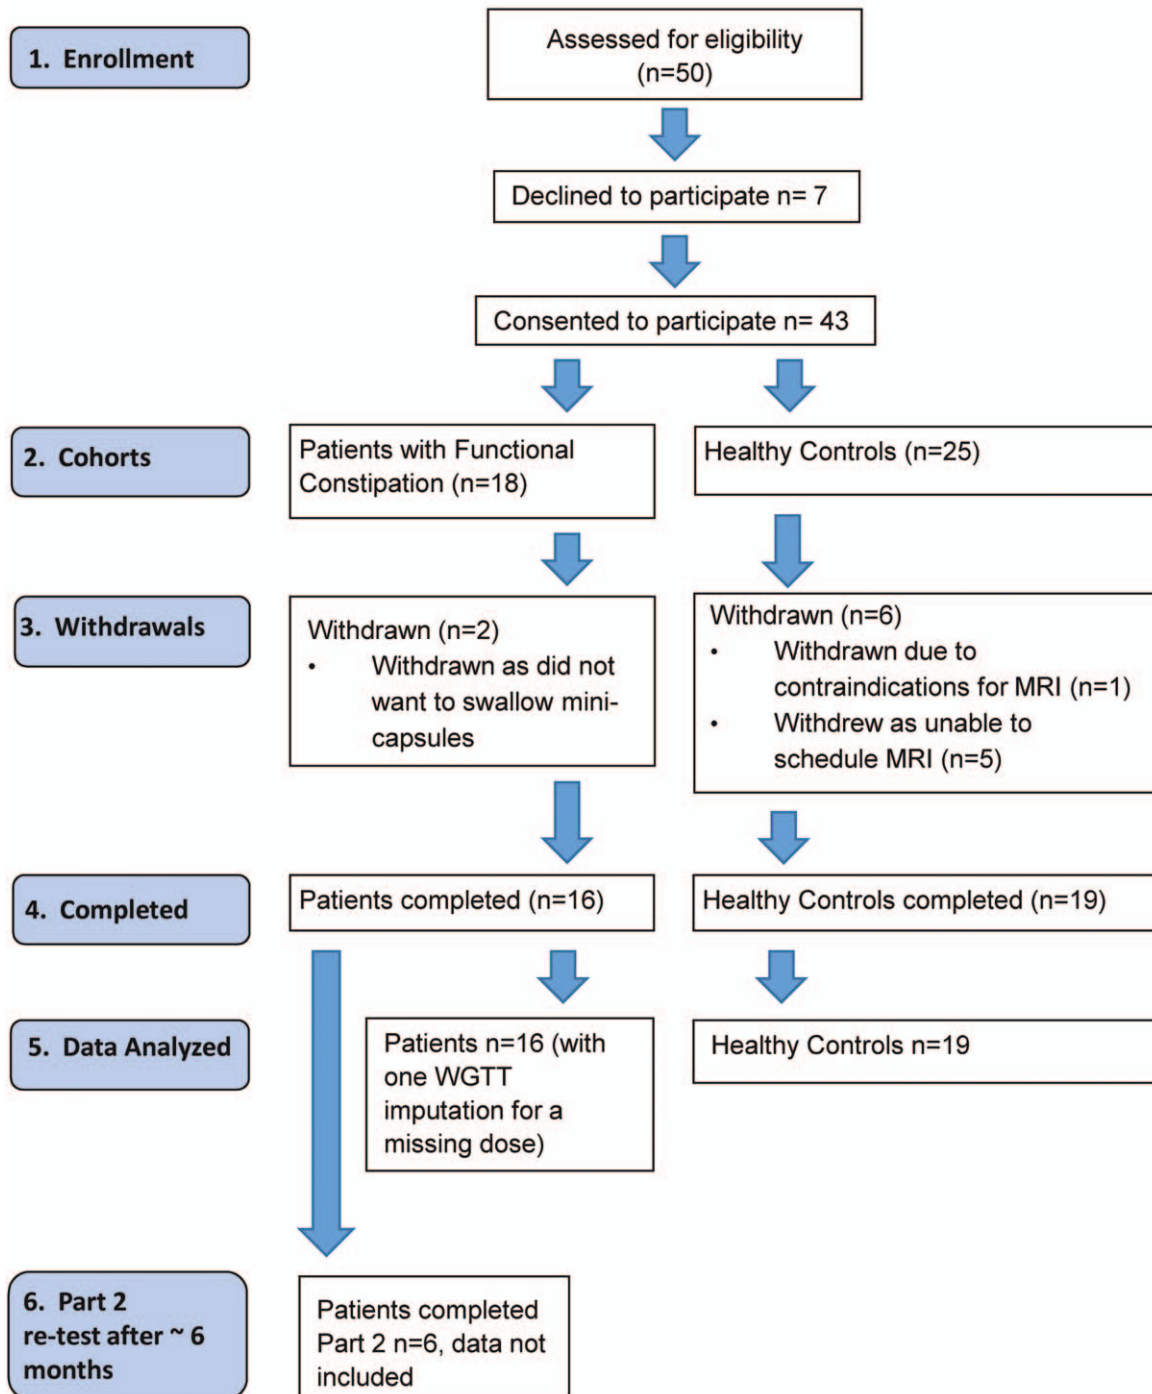 1. Enrollment
Assessed for eligibility
(n=50)
Declined to participate n= 7
Consented to participate n= 43
2. Cohorts
Patients with Functional
Constipation (n=18)
Healthy Controls (n=25)
3. Withdrawals
Withdrawn (n=2)
• Withdrawn as did not
want to swallow mini-
capsules
Withdrawn (n=6)
• Withdrawn due to
contraindications for MRI (n=1)
• Withdrew as unable to
schedule MRI (n=5)
4. Completed
Patients completed (n=16)
Healthy Controls completed (n=19)
5. Data Analyzed
Patients n=16 (with
one WGTT
imputation for a
missing dose)
Healthy Controls n=19
6. Part 2
re-test after ~ 6
months
Patients completed
Part 2 n=6, data not
included